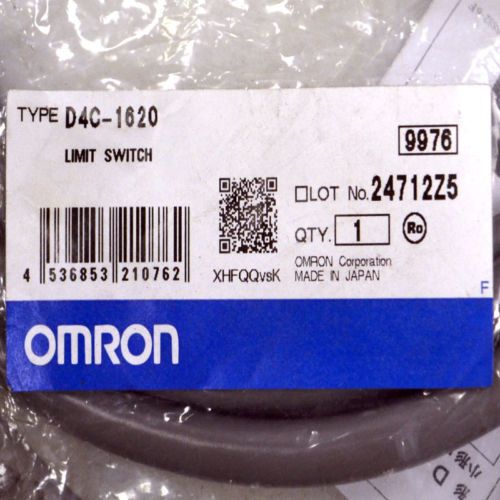 TYPE D4C-1620
LIMIT SWITCH
9976
LOT No. 24712Z5
QTY. 1
Ro
4 536853 210762
XHFQQvsK
OMRON Corporation
MADE IN JAPAN
F
OMRON